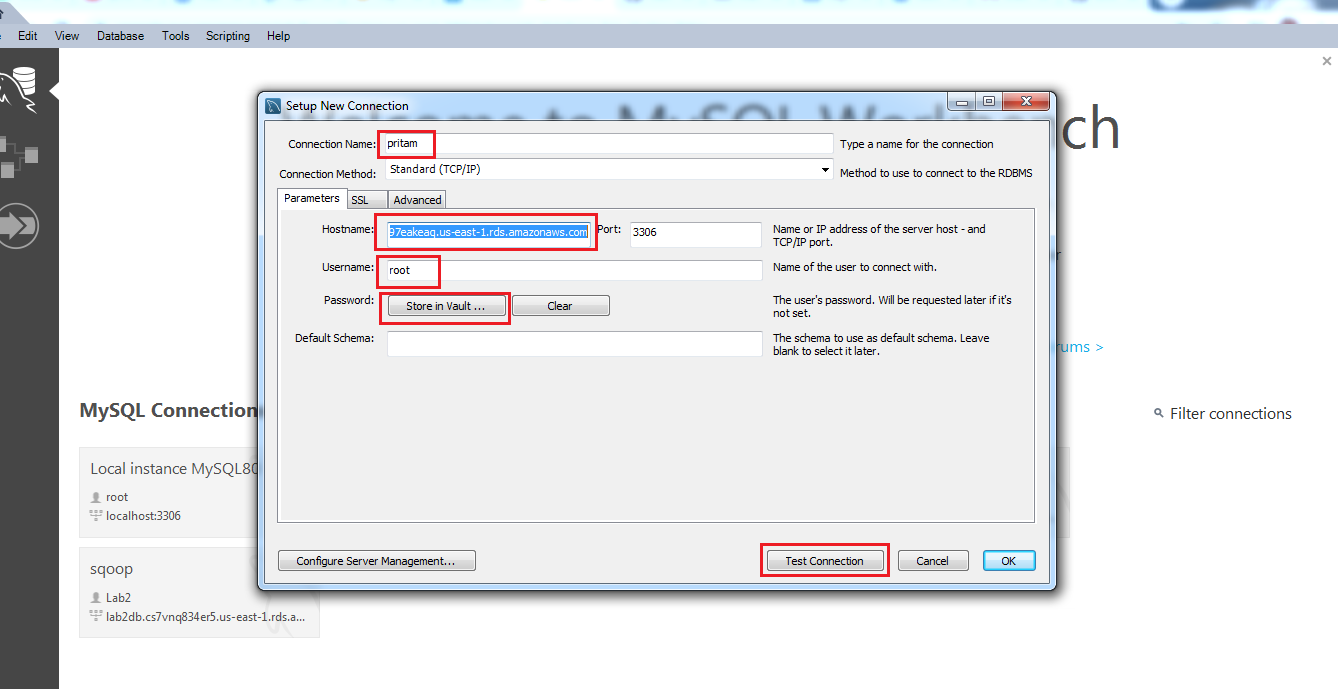 Edit View Database Tools Scripting Help
Setup New Connection
ch
Connection Name: pritam Type a name for the connection
Connection Method: Standard (TCP/IP) Method to use to connect to the RDBMS
Parameters SSL Advanced
Hostname: 97eakeaq.us-east-1.rds.amazonaws.com Port: 3306 Name or IP address of the server host - and
TCP/IP port.
Username: root Name of the user to connect with.
Password: Store in Vault ... Clear The user's password. Will be requested later if it's
not set.
Default Schema: The schema to use as default schema. Leave
blank to select it later.
rums >
MySQL Connection
Filter connections
Local instance MySQL80
root
localhost:3306
Configure Server Management... Test Connection Cancel OK
sqoop
Lab2
lab2db.cs7vnq834er5.us-east-1.rds.a...